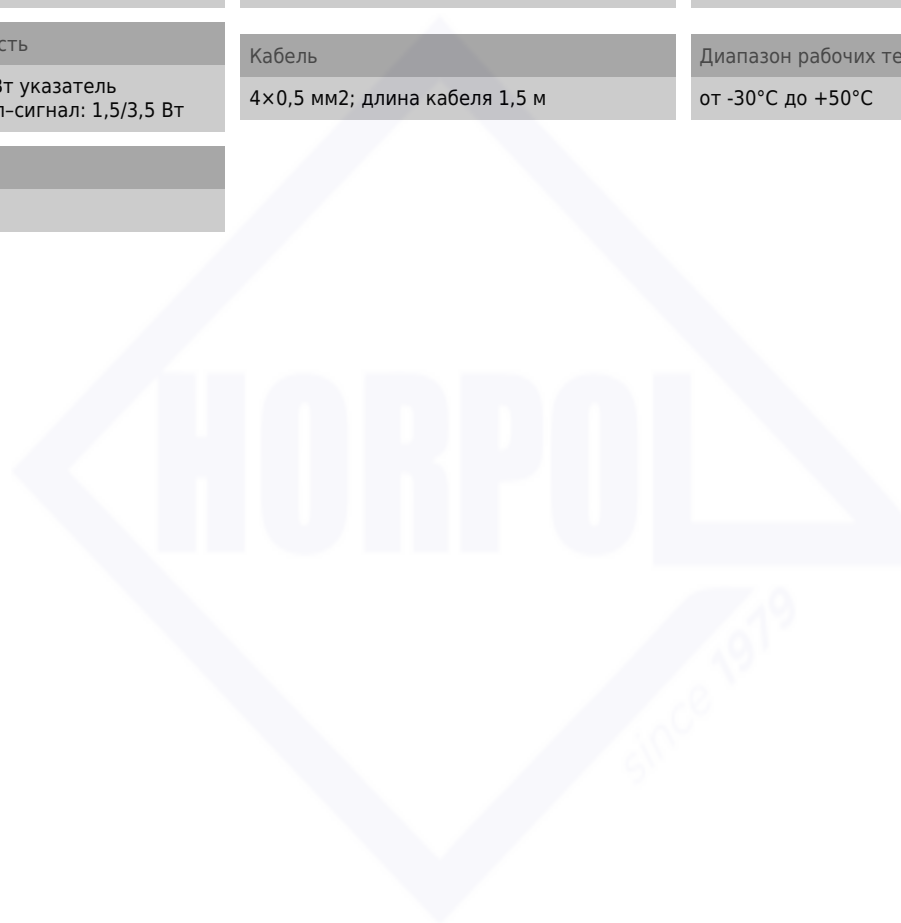 сть
Вт указатель
п–сигнал: 1,5/3,5 Вт
Кабель
4×0,5 мм2; длина кабеля 1,5 м
Диапазон рабочих те
от -30°C до +50°C
HORPOL
since 1979